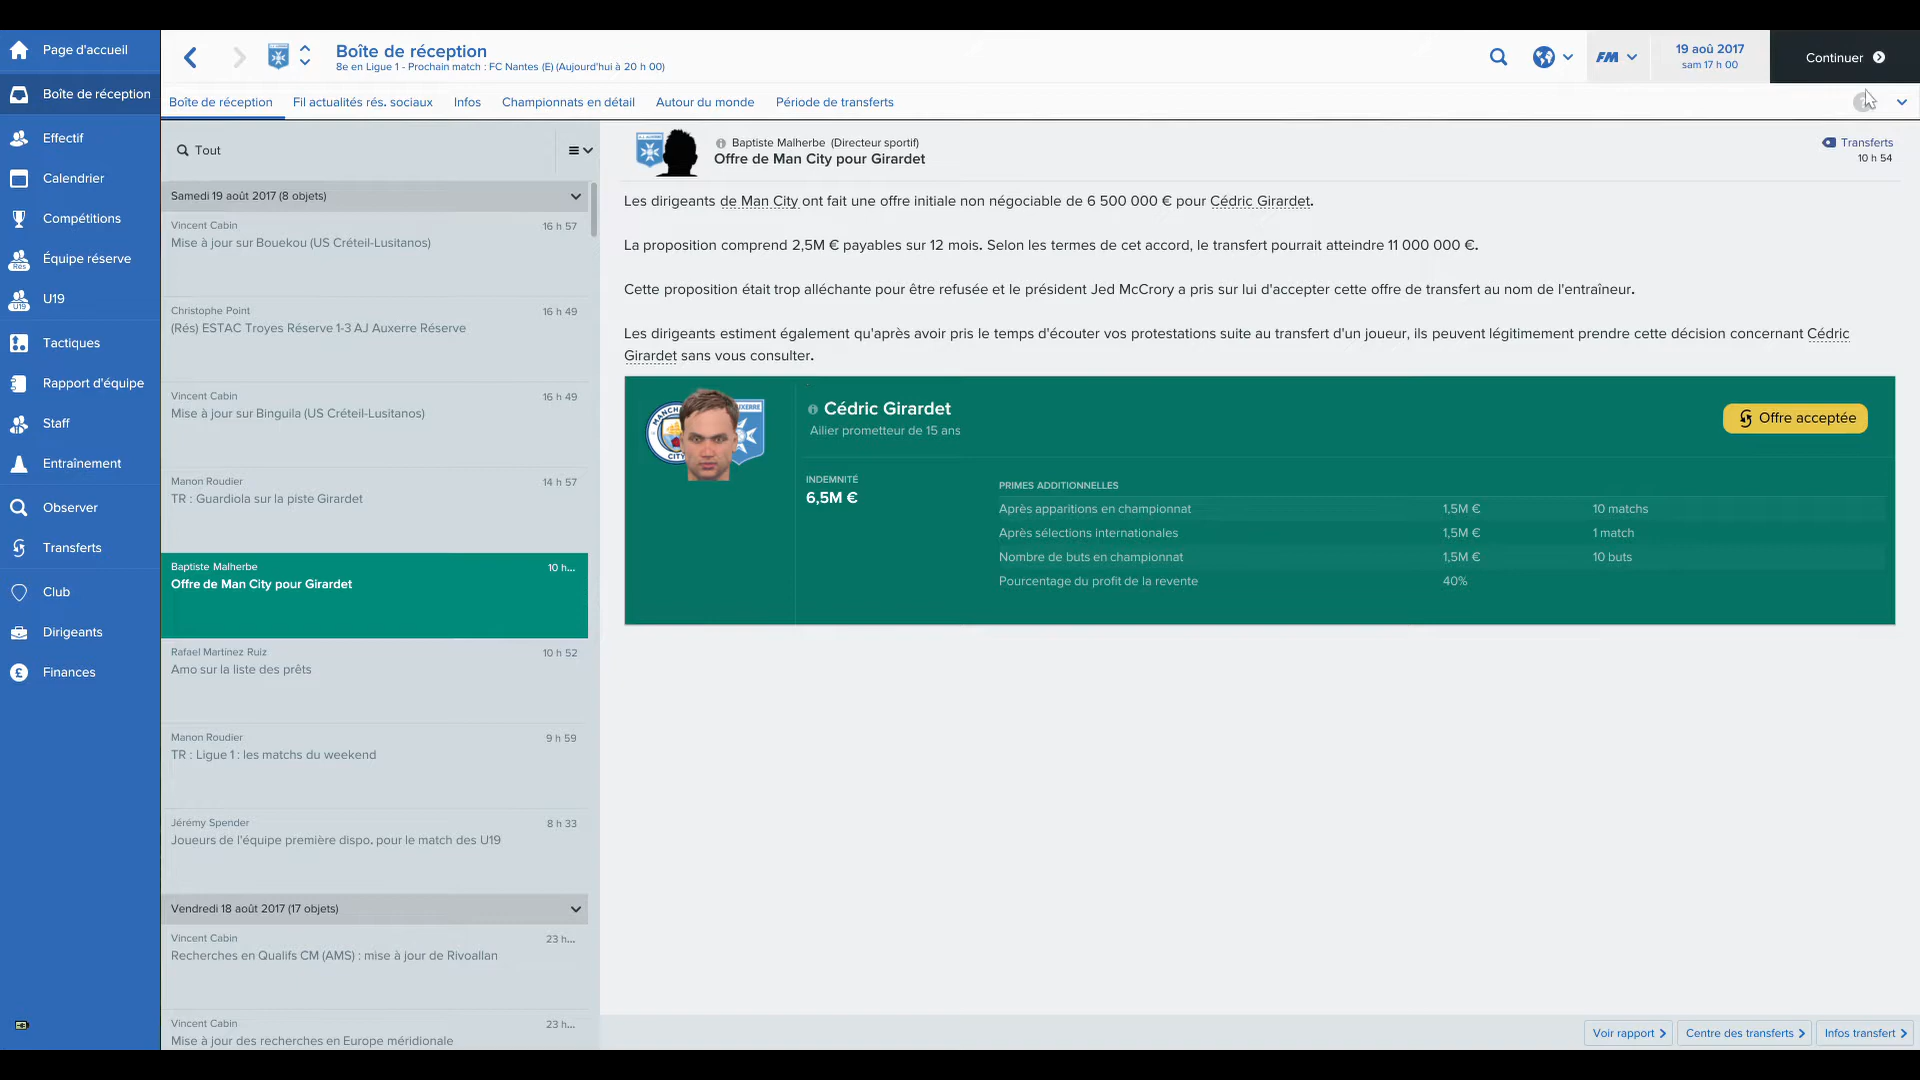 Page d'accueil
Boîte de réception
Effectif
Calendrier
Compétitions
Équipe réserve
U19
Tactiques
Rapport d'équipe
Staff
Entraînement
Observer
Transferts
Club
Dirigeants
Finances
Boîte de réception
8e en Ligue 1 - Prochain match : FC Nantes (E) (Aujourd'hui à 20 h 00)
FM
19 aoû 2017
sam 17 h 00
Continuer
Boîte de réception Fil actualités rés. sociaux Infos Championnats en détail Autour du monde Période de transferts
Tout
Samedi 19 août 2017 (8 objets)
Vincent Cabin 16 h 57
Mise à jour sur Bouekou (US Créteil-Lusitanos)
Christophe Point 16 h 49
(Rés) ESTAC Troyes Réserve 1-3 AJ Auxerre Réserve
Vincent Cabin 16 h 49
Mise à jour sur Binguila (US Créteil-Lusitanos)
Manon Roudier 14 h 57
TR : Guardiola sur la piste Girardet
Baptiste Malherbe 10 h...
Offre de Man City pour Girardet
Rafael Martínez Ruiz 10 h 52
Amo sur la liste des prêts
Manon Roudier 9 h 59
TR : Ligue 1 : les matchs du weekend
Jérémy Spender 8 h 33
Joueurs de l'équipe première dispo. pour le match des U19
Vendredi 18 août 2017 (17 objets)
Vincent Cabin 23 h...
Recherches en Qualifs CM (AMS) : mise à jour de Rivoallan
Vincent Cabin 23 h...
Mise à jour des recherches en Europe méridionale
Baptiste Malherbe (Directeur sportif)
Offre de Man City pour Girardet
Transferts
10 h 54
Les dirigeants de Man City ont fait une offre initiale non négociable de 6 500 000 € pour Cédric Girardet.
La proposition comprend 2,5M € payables sur 12 mois. Selon les termes de cet accord, le transfert pourrait atteindre 11 000 000 €.
Cette proposition était trop alléchante pour être refusée et le président Jed McCrory a pris sur lui d'accepter cette offre de transfert au nom de l'entraîneur.
Les dirigeants estiment également qu'après avoir pris le temps d'écouter vos protestations suite au transfert d'un joueur, ils peuvent légitimement prendre cette décision concernant Cédric
Girardet sans vous consulter.
Cédric Girardet
Ailier prometteur de 15 ans
Offre acceptée
INDEMNITÉ
6,5M €
PRIMES ADDITIONNELLES
Après apparitions en championnat 1,5M € 10 matchs
Après sélections internationales 1,5M € 1 match
Nombre de buts en championnat 1,5M € 10 buts
Pourcentage du profit de la revente 40%
Voir rapport Centre des transferts Infos transfert